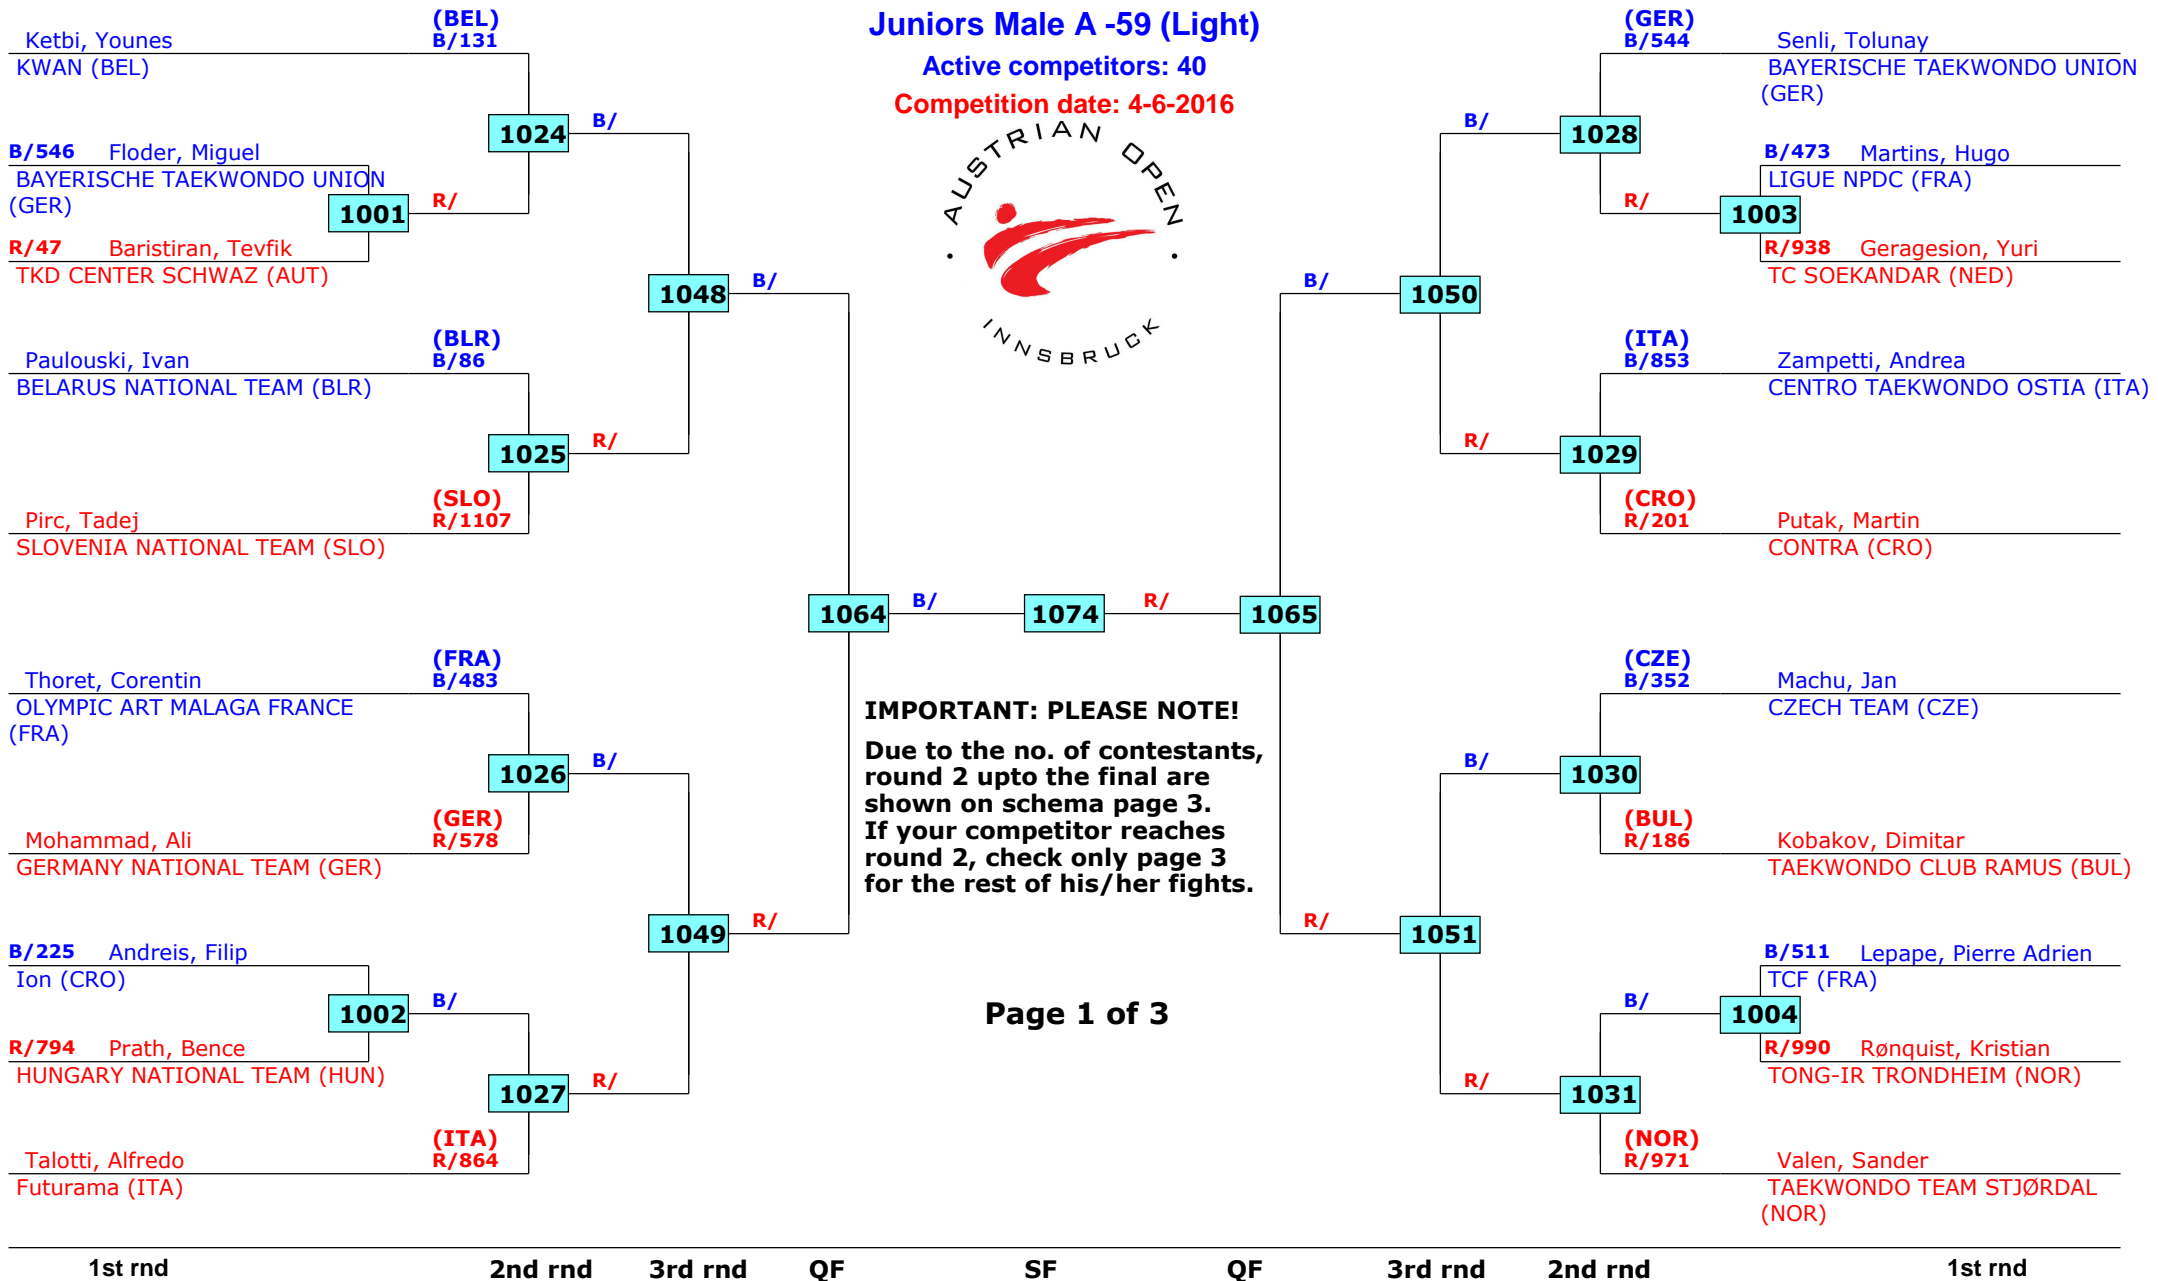 Juniors Male A -59 (Light)
Active competitors: 40
Competition date: 4-6-2016
AUSTRIAN OPEN
INNSBRUCK
(BEL)
Ketbi, Younes B/131
KWAN (BEL)
1024 B/
B/546 Floder, Miguel
BAYERISCHE TAEKWONDO UNION
(GER)
1001 R/
R/47 Baristiran, Tevfik
TKD CENTER SCHWAZ (AUT)
1048 B/
(BLR)
Paulouski, Ivan B/86
BELARUS NATIONAL TEAM (BLR)
1025 R/
(SLO)
Pirc, Tadej R/1107
SLOVENIA NATIONAL TEAM (SLO)
1064 B/ 1074 R/ 1065
(FRA)
Thoret, Corentin B/483
OLYMPIC ART MALAGA FRANCE
(FRA)
1026 B/
(GER)
Mohammad, Ali R/578
GERMANY NATIONAL TEAM (GER)
1049 R/
B/225 Andreis, Filip
Ion (CRO)
1002 B/
R/794 Prath, Bence
HUNGARY NATIONAL TEAM (HUN)
1027 R/
(ITA)
Talotti, Alfredo R/864
Futurama (ITA)
IMPORTANT: PLEASE NOTE!
Due to the no. of contestants,
round 2 upto the final are
shown on schema page 3.
If your competitor reaches
round 2, check only page 3
for the rest of his/her fights.
Page 1 of 3
(GER)
B/544 Senli, Tolunay
BAYERISCHE TAEKWONDO UNION
(GER)
B/ 1028
B/473 Martins, Hugo
LIGUE NPDC (FRA)
R/ 1003
R/938 Geragesion, Yuri
TC SOEKANDAR (NED)
B/ 1050
(ITA)
B/853 Zampetti, Andrea
CENTRO TAEKWONDO OSTIA (ITA)
R/ 1029
(CRO)
R/201 Putak, Martin
CONTRA (CRO)
(CZE)
B/352 Machu, Jan
CZECH TEAM (CZE)
B/ 1030
(BUL)
R/186 Kobakov, Dimitar
TAEKWONDO CLUB RAMUS (BUL)
R/ 1051
B/511 Lepape, Pierre Adrien
TCF (FRA)
B/ 1004
R/990 Rønquist, Kristian
TONG-IR TRONDHEIM (NOR)
R/ 1031
(NOR)
R/971 Valen, Sander
TAEKWONDO TEAM STJØRDAL
(NOR)
1st rnd 2nd rnd 3rd rnd QF SF QF 3rd rnd 2nd rnd 1st rnd